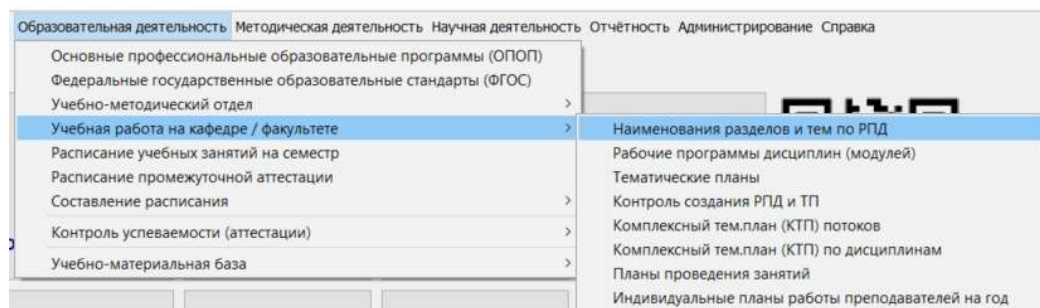 Образовательная деятельность Методическая деятельность Научная деятельность Отчётность Администрирование Справка
Основные профессиональные образовательные программы (ОПОП)
Федеральные государственные образовательные стандарты (ФГОС)
Учебно-методический отдел
Учебная работа на кафедре / факультете
Расписание учебных занятий на семестр
Расписание промежуточной аттестации
Составление расписания
Контроль успеваемости (аттестации)
Учебно-материальная база
Наименования разделов и тем по РПД
Рабочие программы дисциплин (модулей)
Тематические планы
Контроль создания РПД и ТП
Комплексный тем.план (КТП) потоков
Комплексный тем.план (КТП) по дисциплинам
Планы проведения занятий
Индивидуальные планы работы преподавателей на год